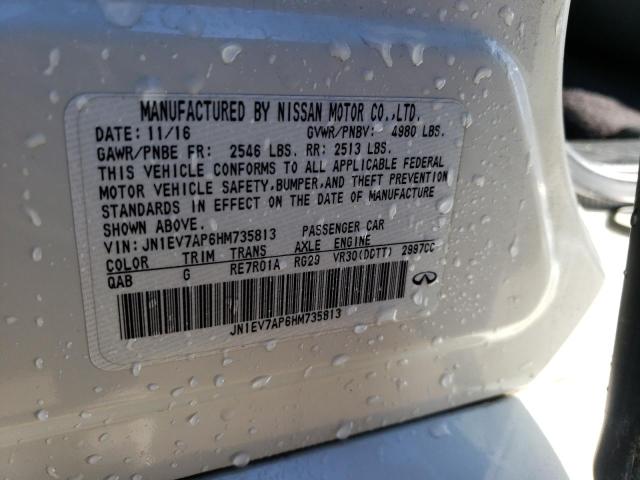 MANUFACTURED BY NISSAN MOTOR CO.,LTD.
DATE: 11/16 GVWR/PNBV: 4980 LBS.
GAWR/PNBE FR: 2546 LBS. RR: 2513 LBS.
THIS VEHICLE CONFORMS TO ALL APPLICABLE FEDERAL
MOTOR VEHICLE SAFETY,BUMPER,AND THEFT PREVENTION
STANDARDS IN EFFECT ON THE DATE OF MANUFACTURE
SHOWN ABOVE.
VIN: JN1EV7AP6HM735813 PASSENGER CAR
COLOR TRIM TRANS AXLE ENGINE
QAB G RE7R01A RG29 VR30(DDTT) 2997CC
JN1EV7AP6HM735813